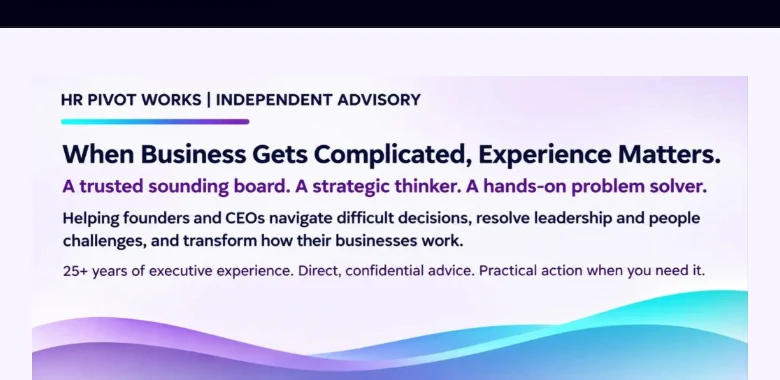 HR PIVOT WORKS | INDEPENDENT ADVISORY
When Business Gets Complicated, Experience Matters.
A trusted sounding board. A strategic thinker. A hands-on problem solver.
Helping founders and CEOs navigate difficult decisions, resolve leadership and people
challenges, and transform how their businesses work.
25+ years of executive experience. Direct, confidential advice. Practical action when you need it.